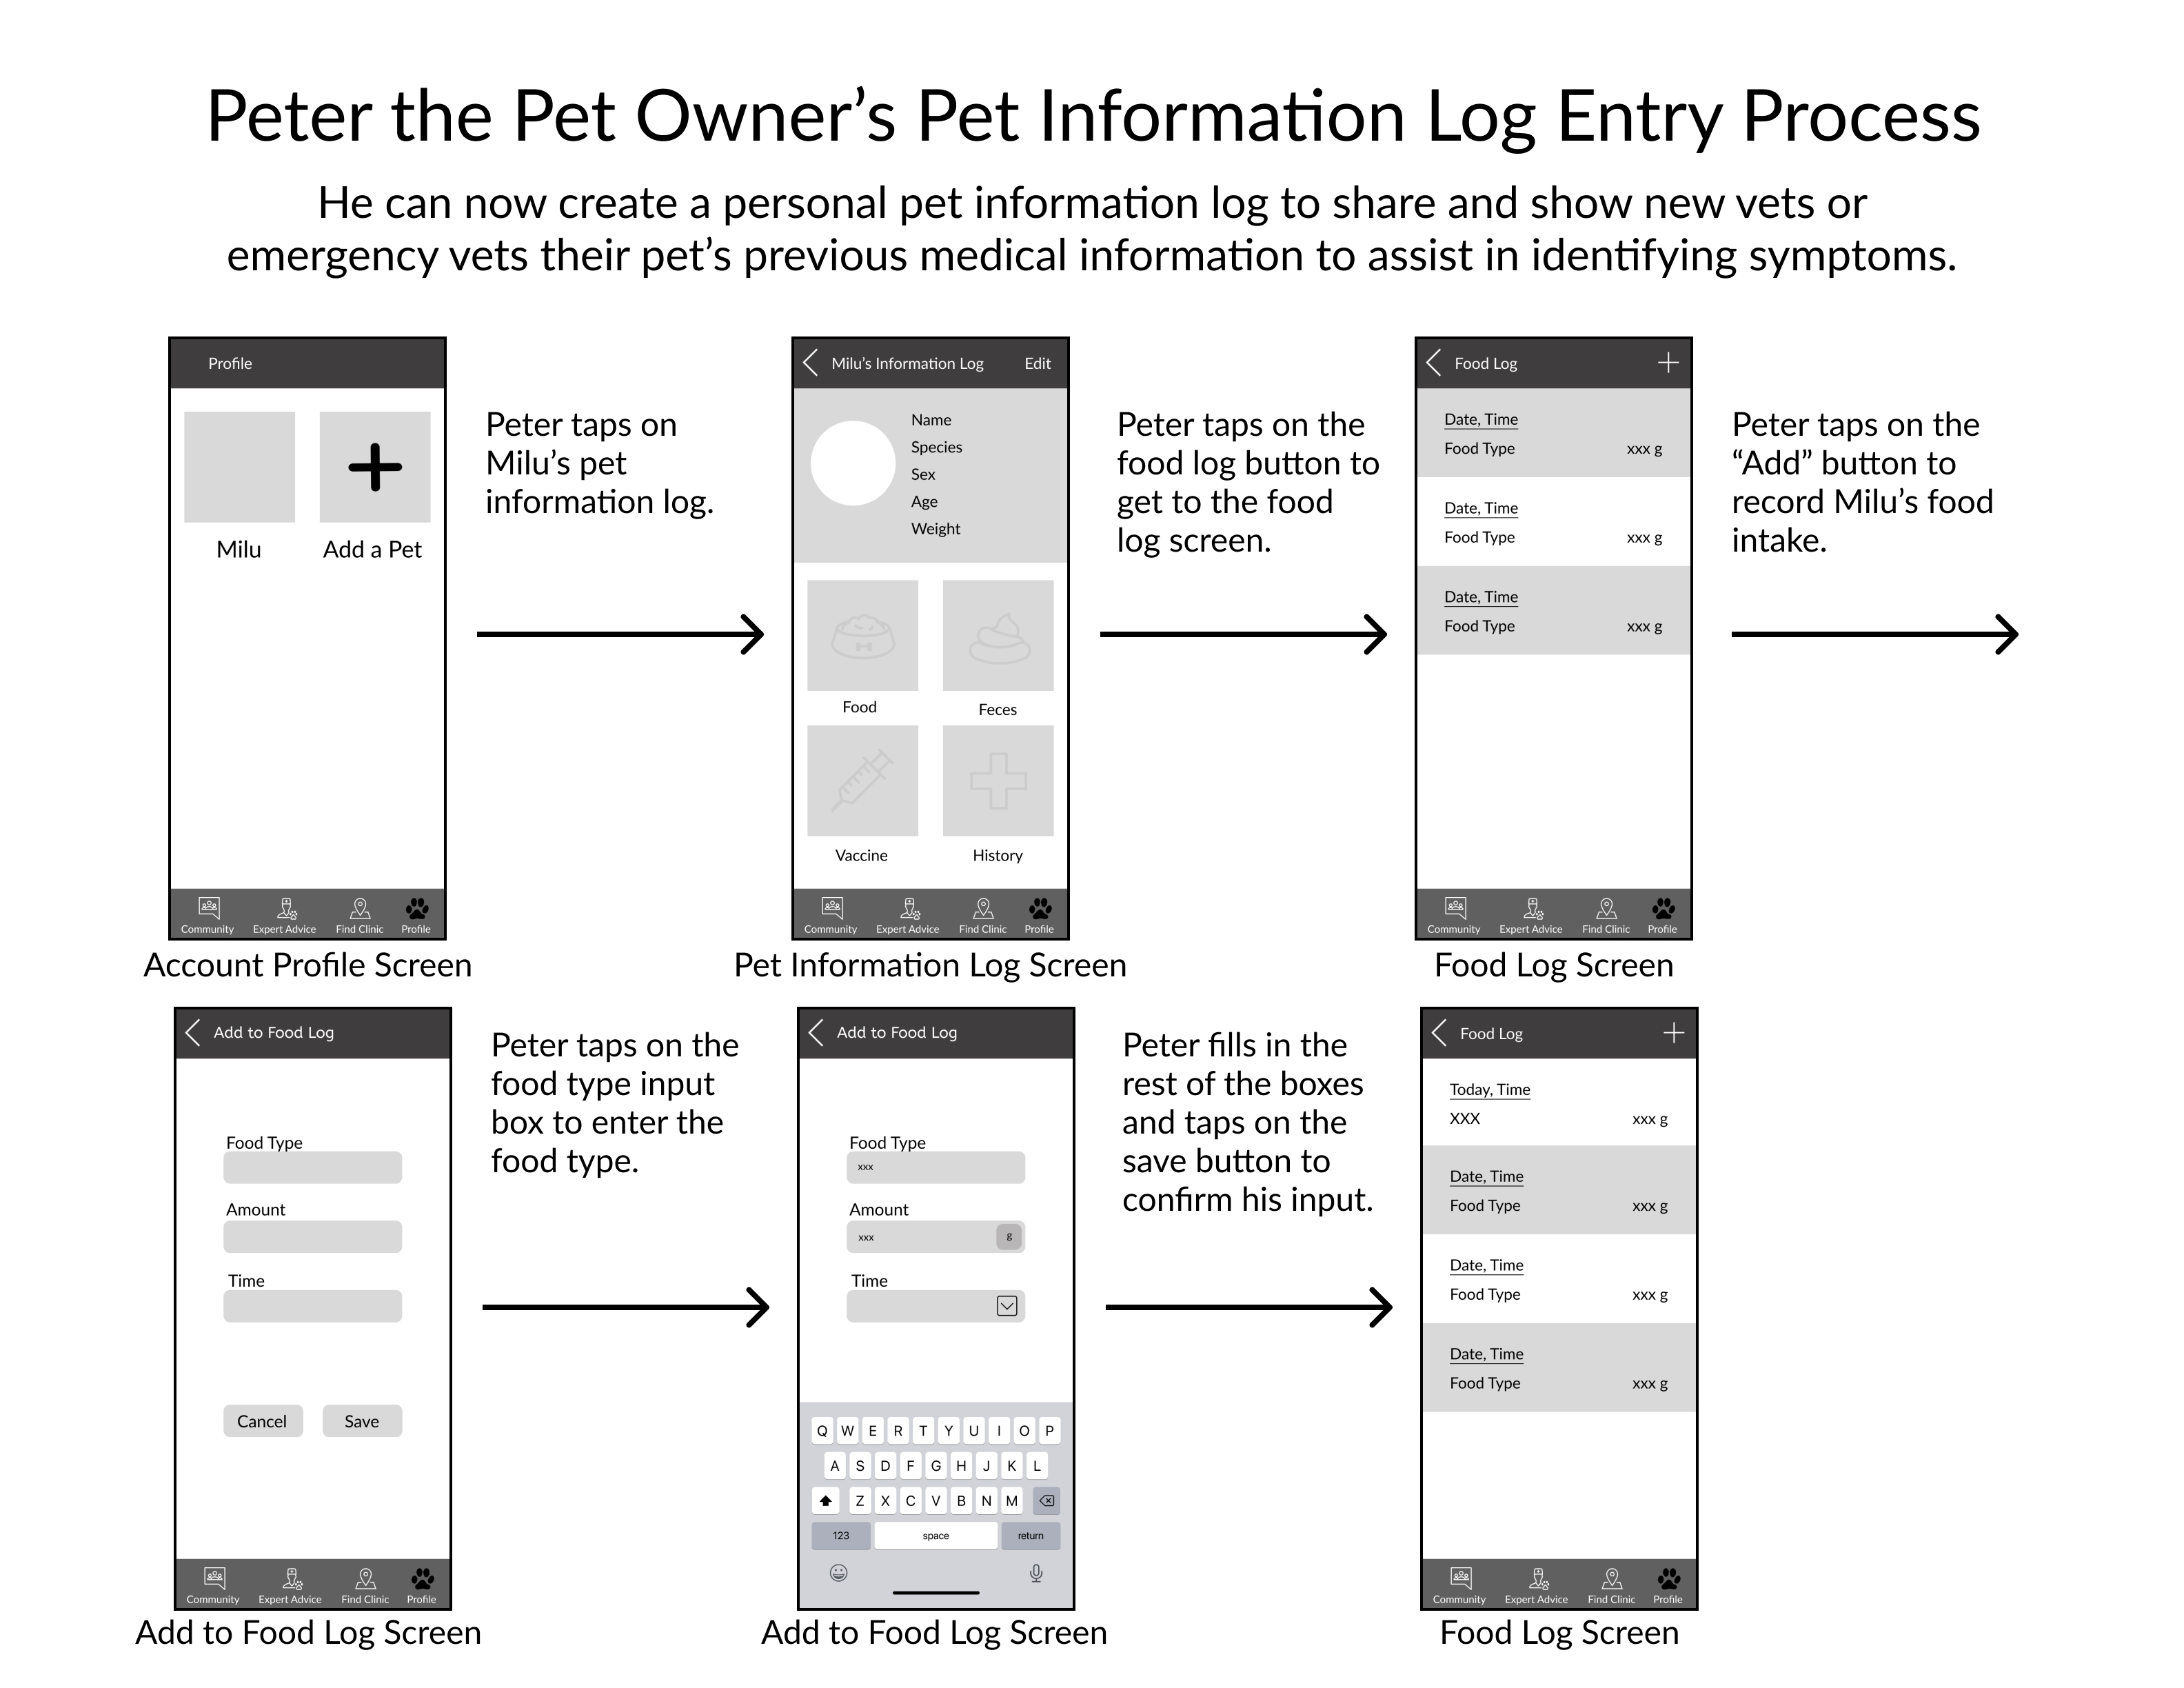 Peter the Pet Owner’s Pet Information Log Entry Process
He can now create a personal pet information log to share and show new vets or
emergency vets their pet’s previous medical information to assist in identifying symptoms.
Profile
Milu
Add a Pet
Community Expert Advice Find Clinic Profile
Account Profile Screen
Peter taps on
Milu’s pet
information log.
Milu’s Information Log Edit
Name
Species
Sex
Age
Weight
Food
Feces
Vaccine
History
Community Expert Advice Find Clinic Profile
Pet Information Log Screen
Peter taps on the
food log button to
get to the food
log screen.
Food Log
Date, Time
Food Type xxx g
Date, Time
Food Type xxx g
Date, Time
Food Type xxx g
Community Expert Advice Find Clinic Profile
Food Log Screen
Peter taps on the
“Add” button to
record Milu’s food
intake.
Add to Food Log
Food Type
Amount
Time
Cancel
Save
Community Expert Advice Find Clinic Profile
Add to Food Log Screen
Peter taps on the
food type input
box to enter the
food type.
Add to Food Log
Food Type
xxx
Amount
xxx g
Time
Q W E R T Y U I O P
A S D F G H J K L
Z X C V B N M
123 space return
Add to Food Log Screen
Peter fills in the
rest of the boxes
and taps on the
save button to
confirm his input.
Food Log
Today, Time
XXX xxx g
Date, Time
Food Type xxx g
Date, Time
Food Type xxx g
Date, Time
Food Type xxx g
Community Expert Advice Find Clinic Profile
Food Log Screen